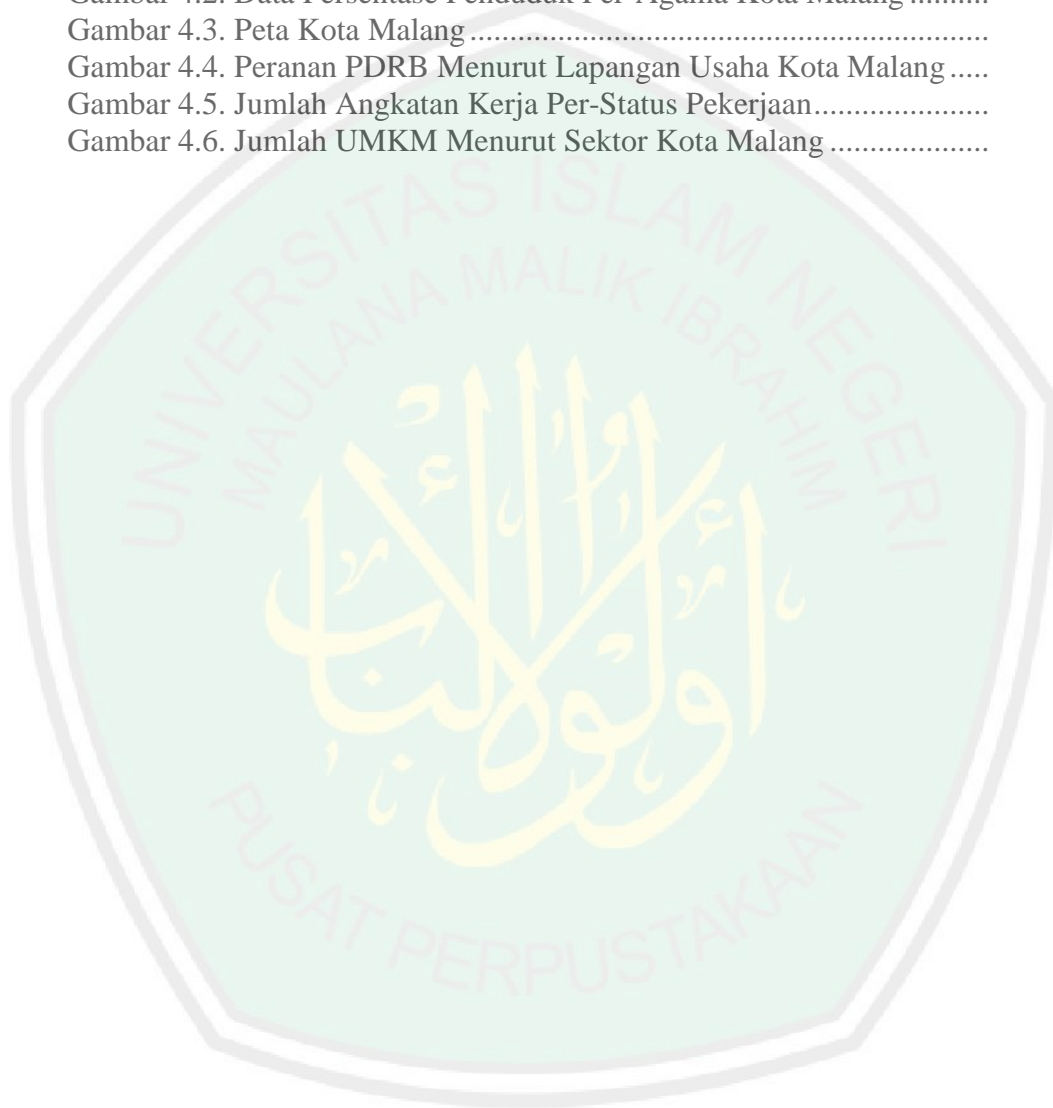 Gambar 4.2. Data Persentase Penduduk Per-Agama Kota Malang ..........
Gambar 4.3. Peta Kota Malang ................................................................
Gambar 4.4. Peranan PDRB Menurut Lapangan Usaha Kota Malang .....
Gambar 4.5. Jumlah Angkatan Kerja Per-Status Pekerjaan......................
Gambar 4.6. Jumlah UMKM Menurut Sektor Kota Malang ....................
UNIVERSITAS ISLAM NEGERI
MAULANA MALIK IBRAHIM
أولوا الألباب
PUSAT PERPUSTAKAAN